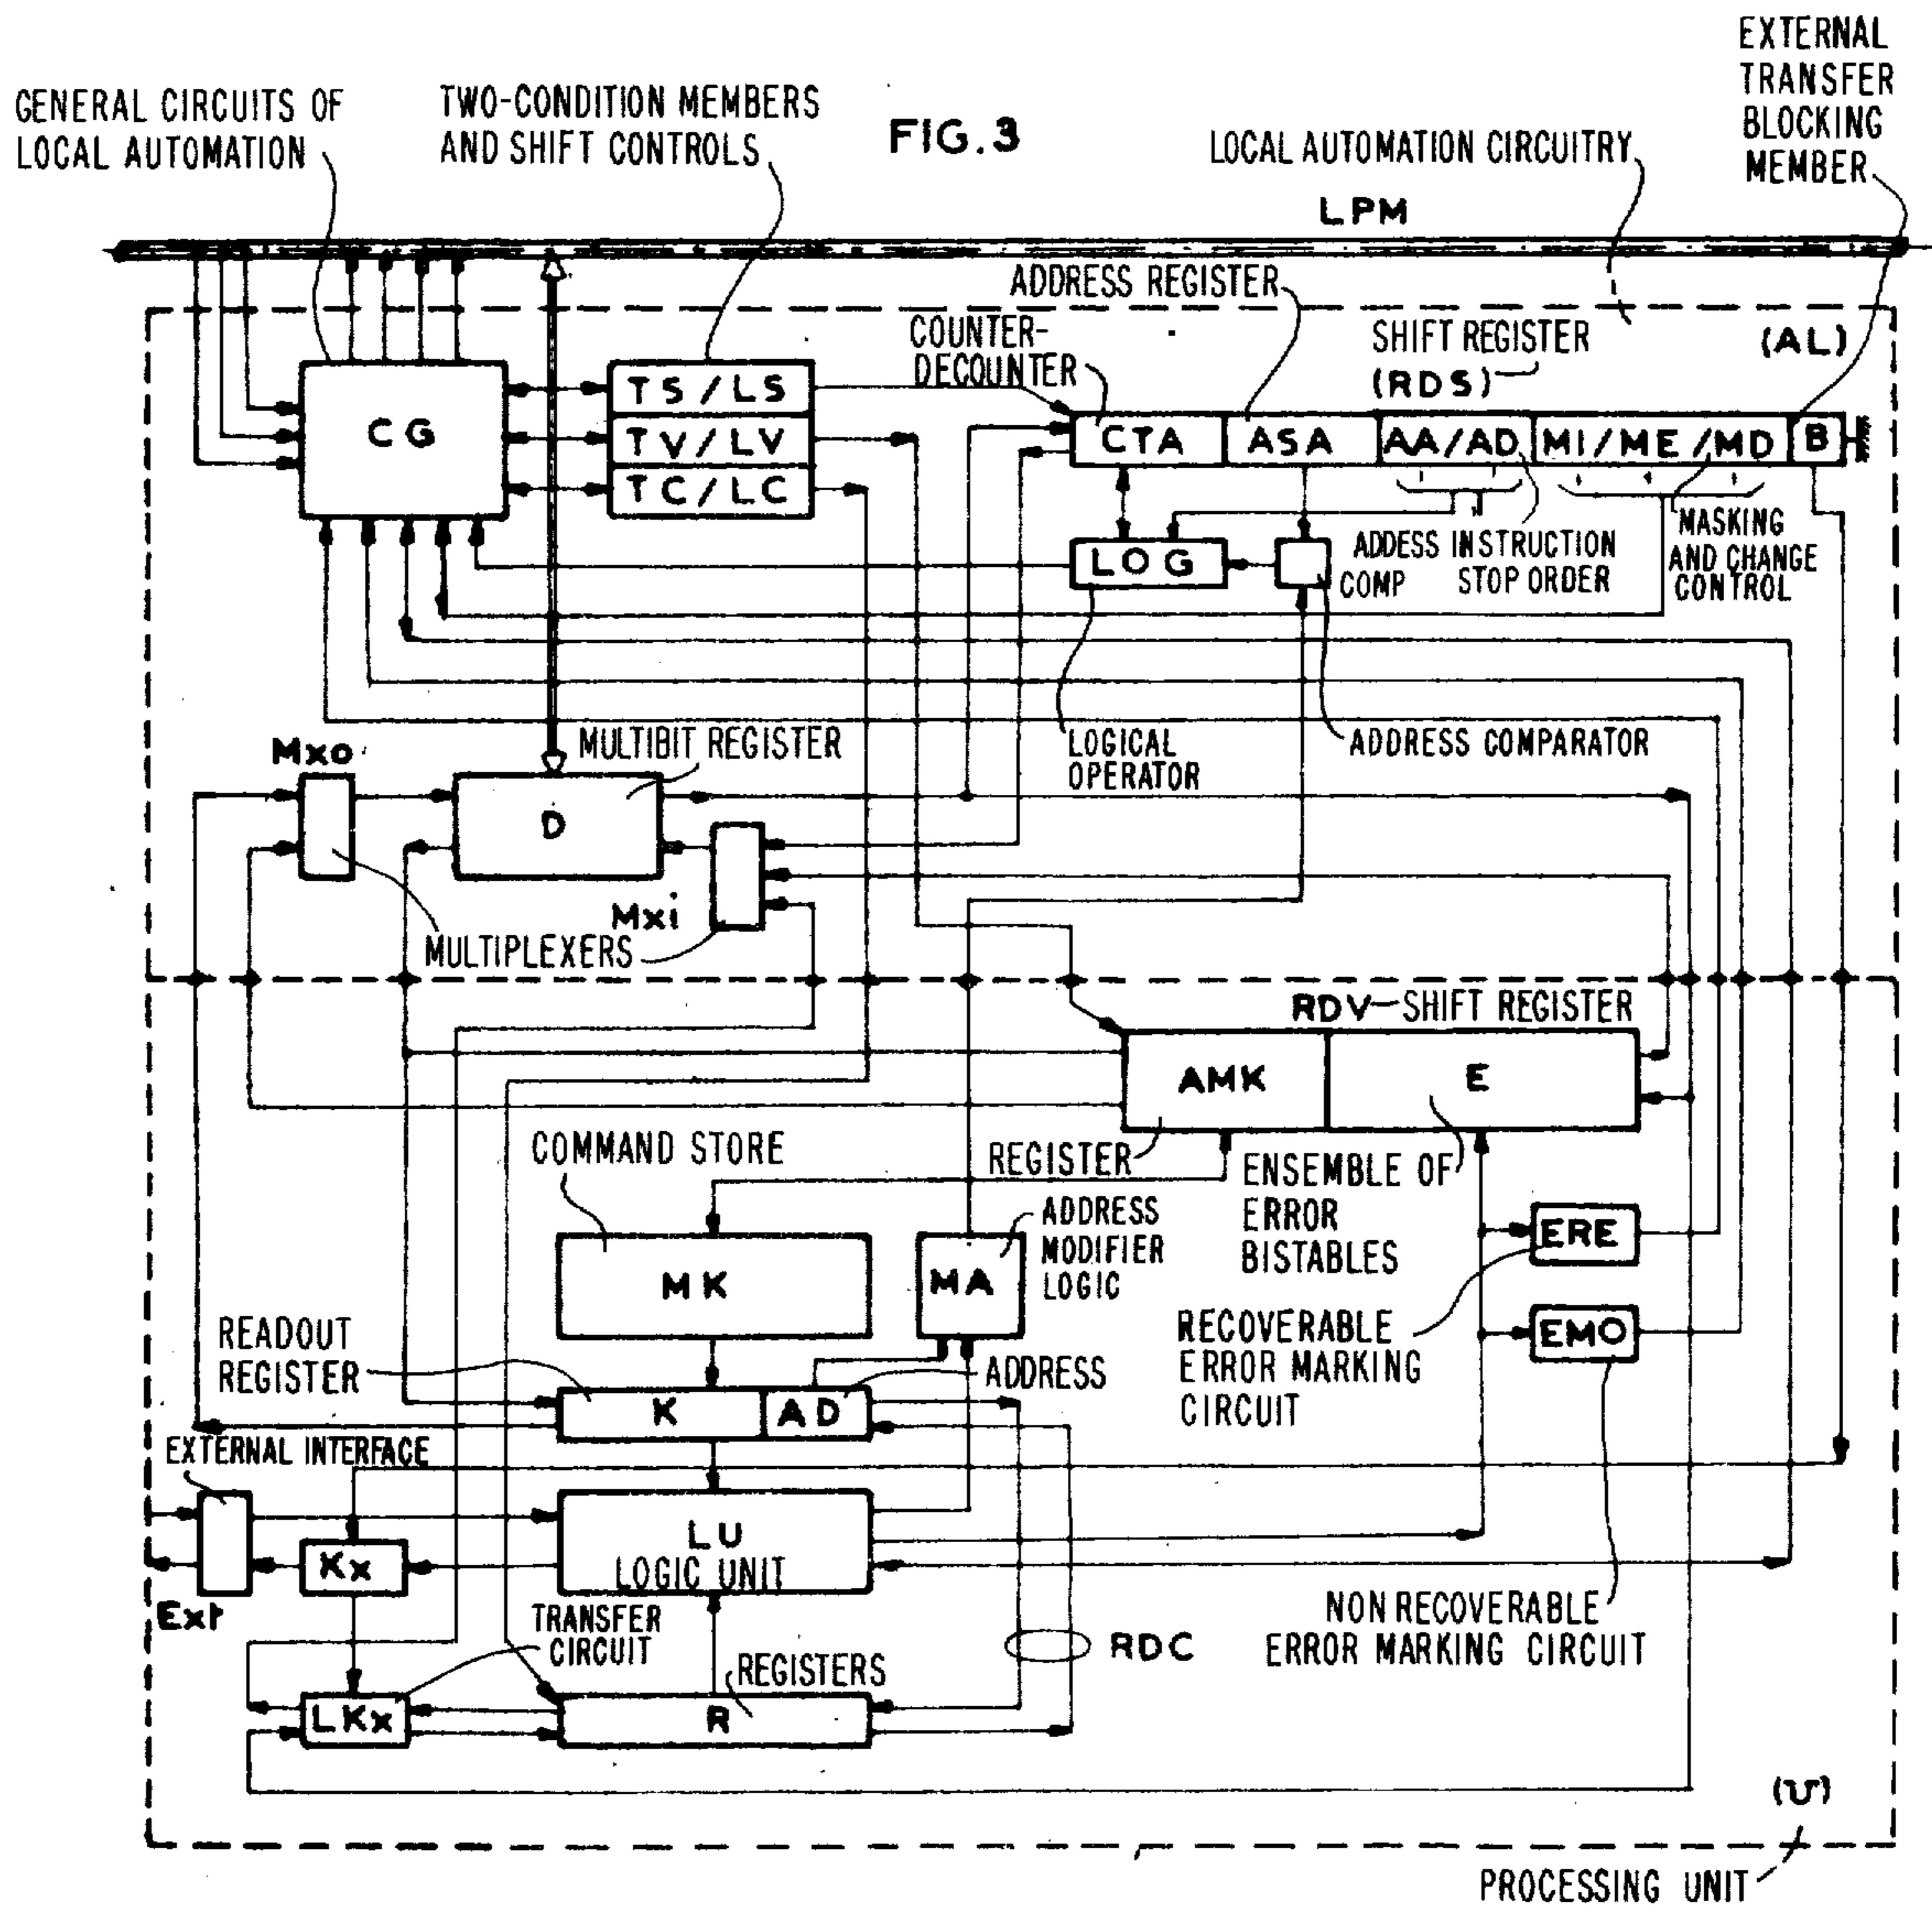 EXTERNAL
TRANSFER
BLOCKING
MEMBER
GENERAL CIRCUITS OF
LOCAL AUTOMATION
TWO-CONDITION MEMBERS
AND SHIFT CONTROLS
FIG.3
LOCAL AUTOMATION CIRCUITRY
LPM
ADDRESS REGISTER
COUNTER-
DECOUNTER
SHIFT REGISTER
(RDS)
(AL)
CG
TS/LS
TV/LV
TC/LC
CTA
ASA
AA/AD
MI/ME/MD
B
LOG
ADDESS INSTRUCTION
COMP STOP ORDER
MASKING
AND CHANGE
CONTROL
Mxo
MULTIBIT REGISTER
LOGICAL
OPERATOR
ADDRESS COMPARATOR
D
Mxi
MULTIPLEXERS
RDV-SHIFT REGISTER
AMK
E
COMMAND STORE
REGISTER
ENSEMBLE OF
ERROR
BISTABLES
ADDRESS
MODIFIER
LOGIC
ERE
MK
MA
READOUT
REGISTER
RECOVERABLE
ERROR MARKING
CIRCUIT
EMO
ADDRESS
K
AD
EXTERNAL INTERFACE
LU
LOGIC UNIT
Kx
Ext
TRANSFER
CIRCUIT
REGISTERS
RDC
NON RECOVERABLE
ERROR MARKING CIRCUIT
LKx
R
(U)
PROCESSING UNIT